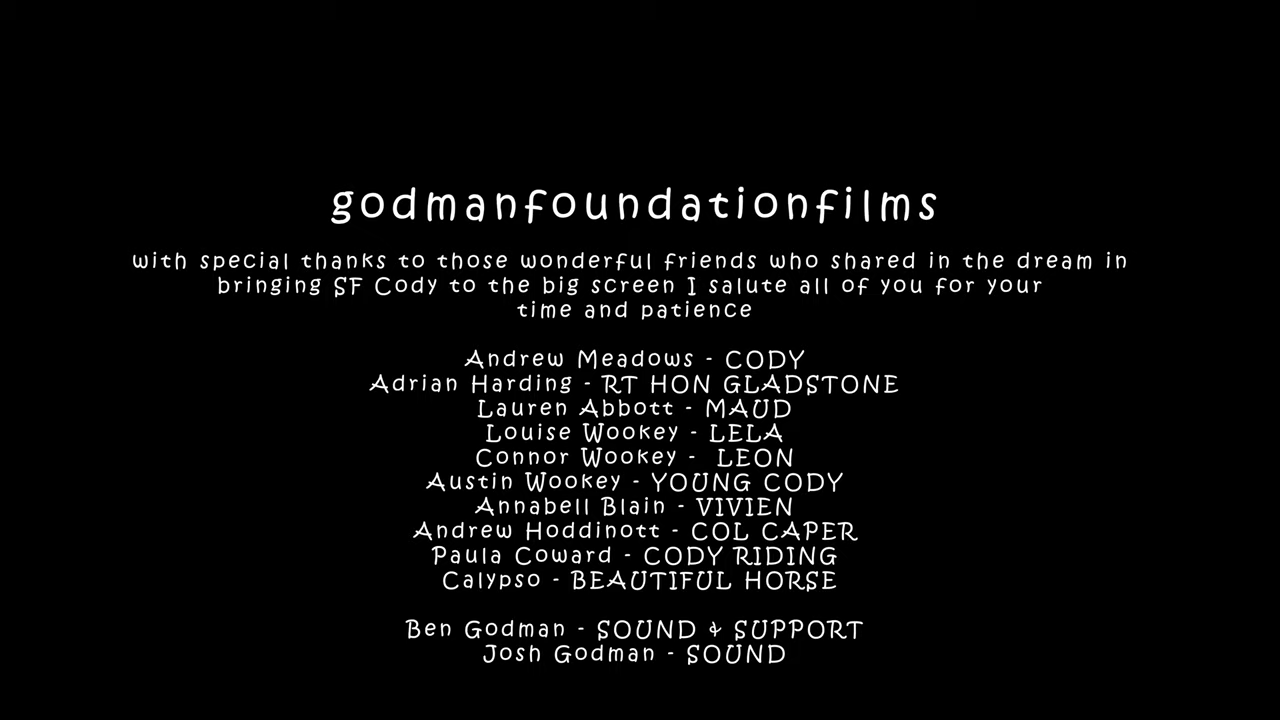 godmanfoundationfilms
with special thanks to those wonderful friends who shared in the dream in
bringing SF Cody to the big screen I salute all of you for your
time and patience
Andrew Meadows - CODY
Adrian Harding - RT HON GLADSTONE
Lauren Abbott - MAUD
Louise Wookey - LELA
Connor Wookey - LEON
Austin Wookey - YOUNG CODY
Annabell Blain - VIVIEN
Andrew Hoddinott - COL CAPER
Paula Coward - CODY RIDING
Calypso - BEAUTIFUL HORSE
Ben Godman - SOUND & SUPPORT
Josh Godman - SOUND